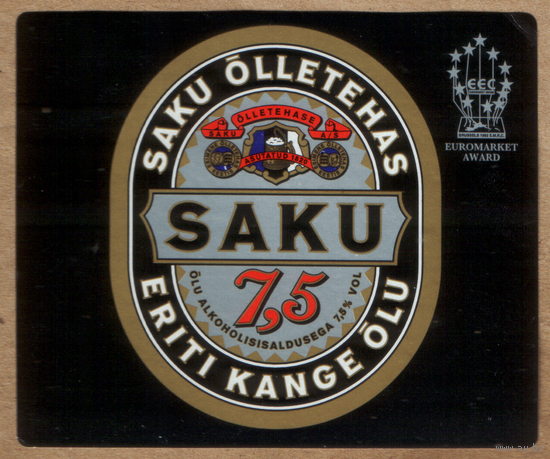 SAKU ÕLLETEHAS
ÕLLETEHASE
SAKU A/S
ASUTATUD 1820
SAKU
7,5
ÕLU ALKOHOLISISALDUSEGA 7,5% VOL
ERITI KANGE ÕLU
EEC
EUROMARKET
AWARD